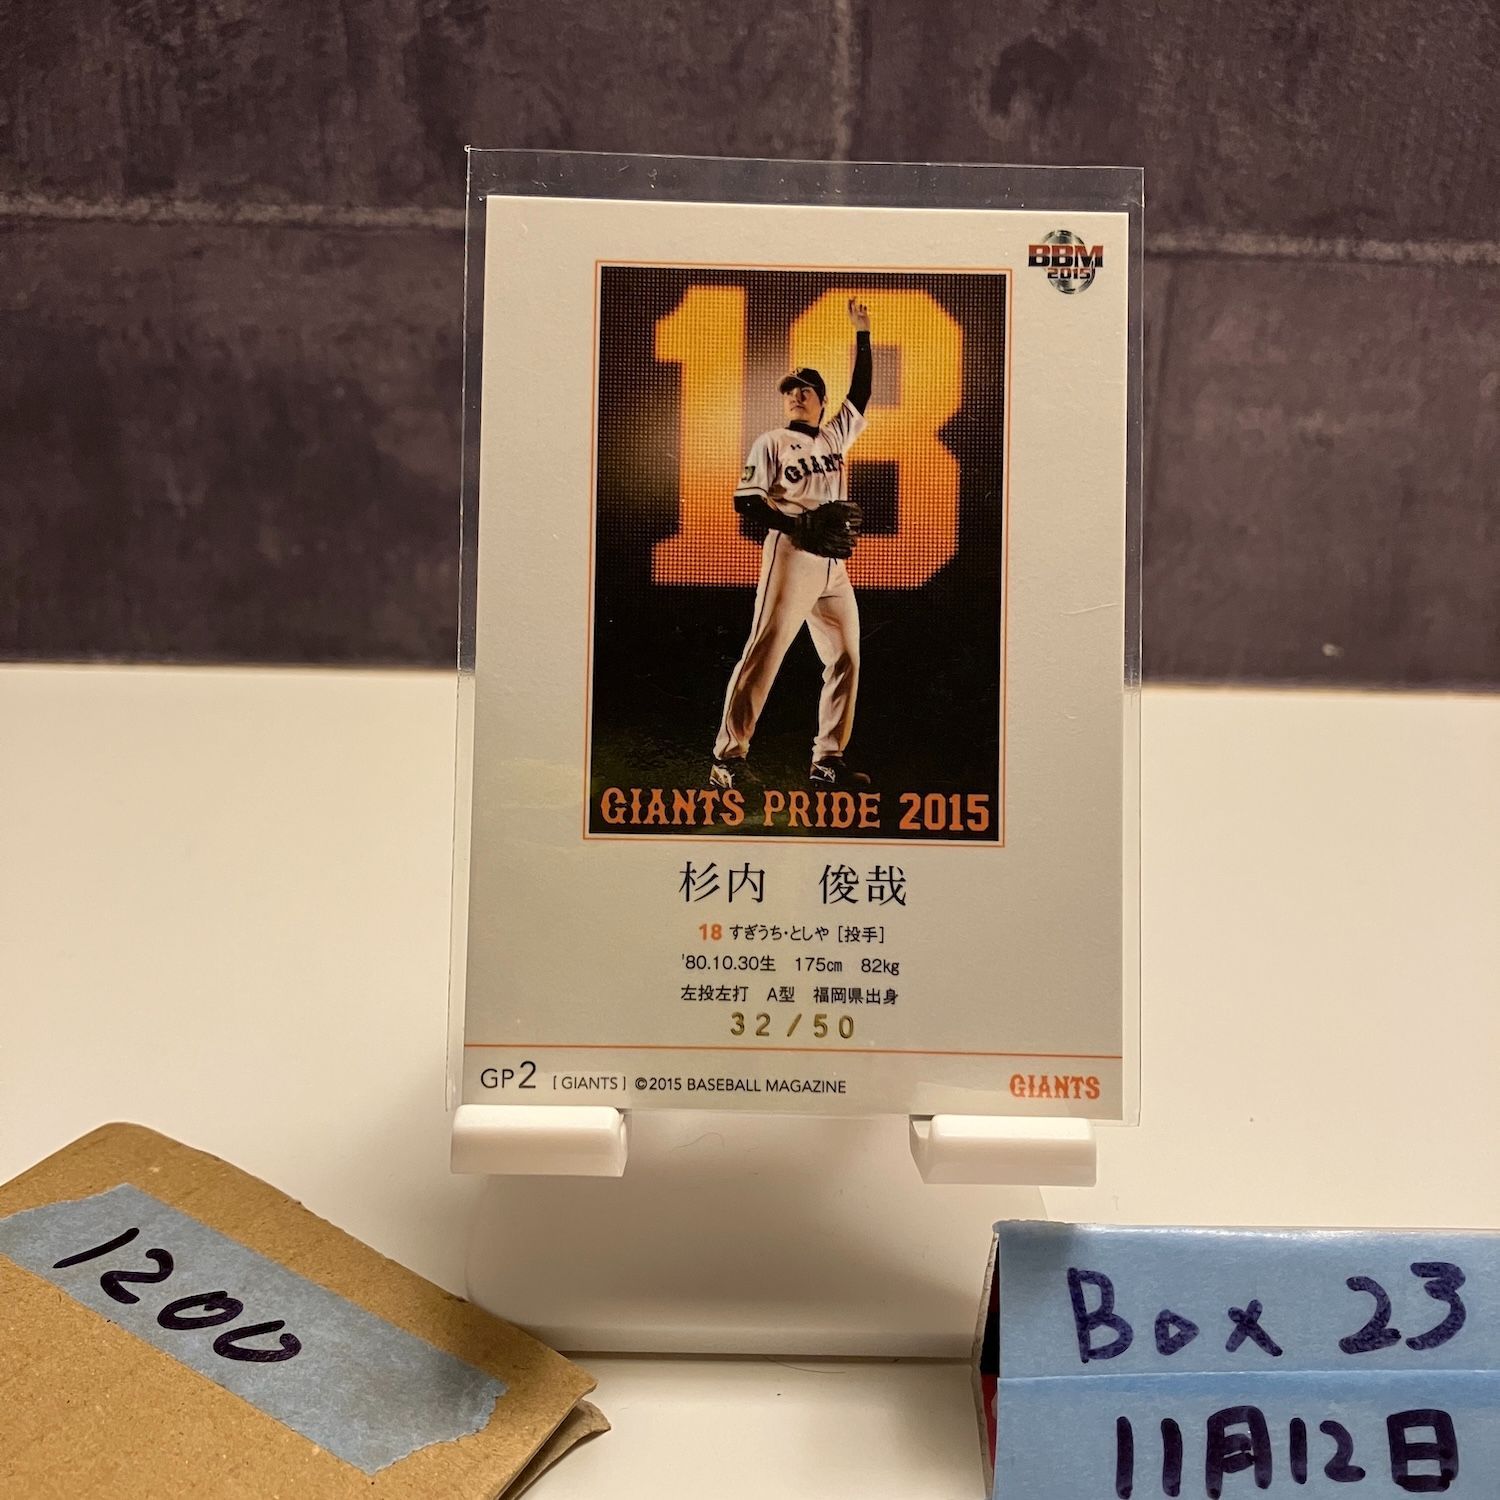 BBM
2015
18
GIANTS
GIANTS PRIDE 2015
杉内 俊哉
18 すぎうち・としや [投手]
'80.10.30生 175cm 82kg
左投左打 A型 福岡県出身
32/50
GP2 [GIANTS] ©2015 BASEBALL MAGAZINE
GIANTS
1200
Box 23
11月12日